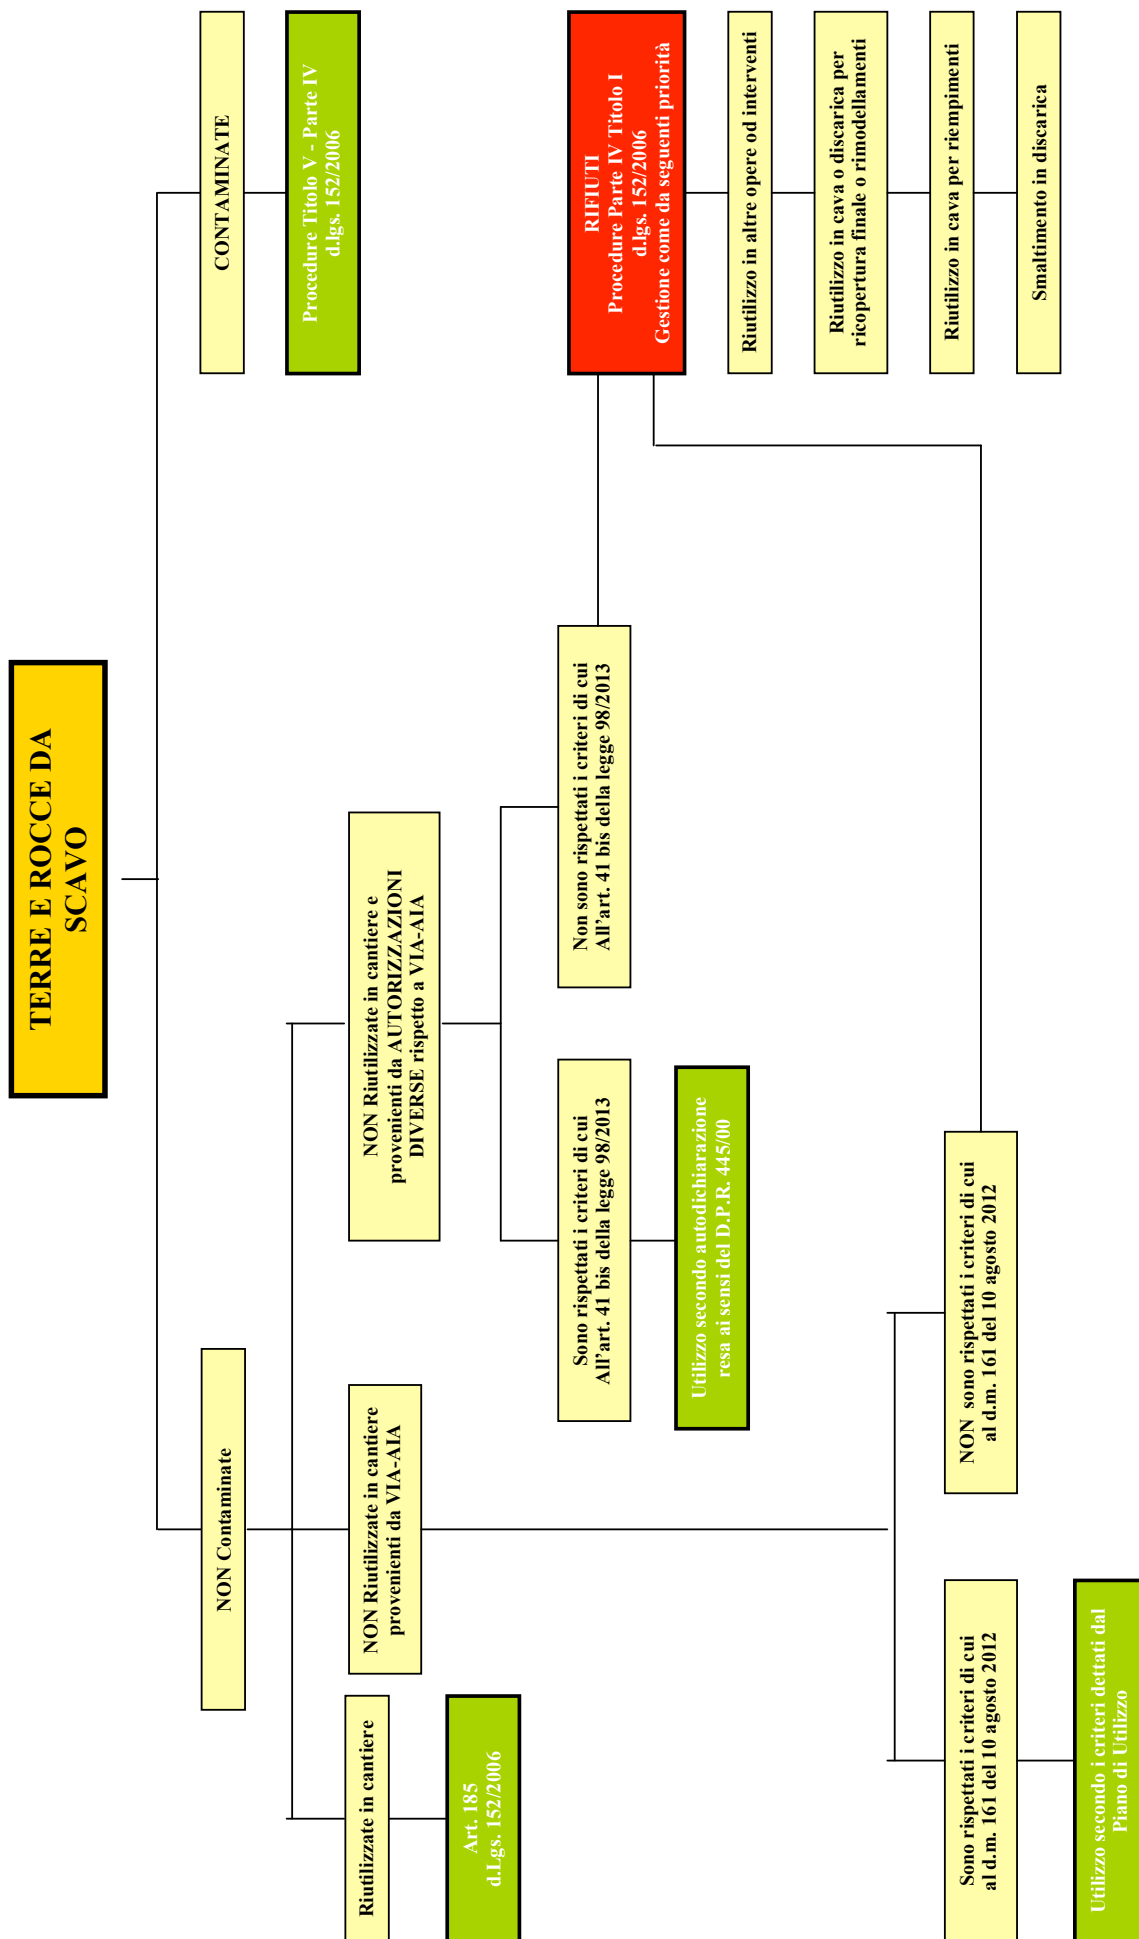 TERRE E ROCCE DA
SCAVO
NON Contaminate
CONTAMINATE
Procedure Titolo V - Parte IV
d.lgs. 152/2006
Riutilizzate in cantiere
Art. 185
d.Lgs. 152/2006
NON Riutilizzate in cantiere
provenienti da VIA-AIA
NON Riutilizzate in cantiere e
provenienti da AUTORIZZAZIONI
DIVERSE rispetto a VIA-AIA
Sono rispettati i criteri di cui
All’art. 41 bis della legge 98/2013
Utilizzo secondo autodichiarazione
resa ai sensi del D.P.R. 445/00
Non sono rispettati i criteri di cui
All’art. 41 bis della legge 98/2013
RIFIUTI
Procedure Parte IV Titolo I
d.lgs. 152/2006
Gestione come da seguenti priorità
Riutilizzo in altre opere od interventi
Riutilizzo in cava o discarica per
ricopertura finale o rimodellamenti
Riutilizzo in cava per riempimenti
Smaltimento in discarica
Sono rispettati i criteri di cui
al d.m. 161 del 10 agosto 2012
Utilizzo secondo i criteri dettati dal
Piano di Utilizzo
NON sono rispettati i criteri di cui
al d.m. 161 del 10 agosto 2012